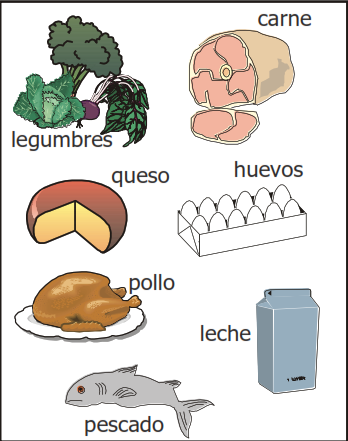 carne
legumbres
queso
huevos
pollo
leche
pescado